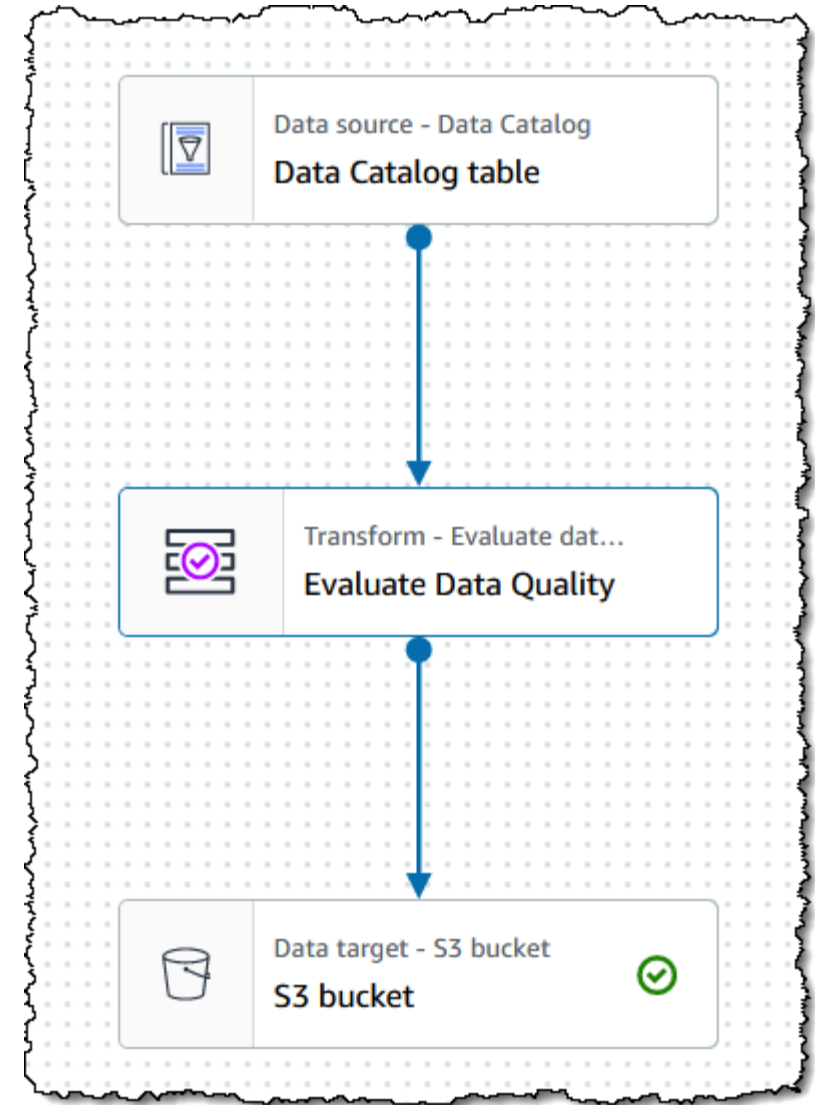 Data source - Data Catalog
Data Catalog table
Transform - Evaluate dat...
Evaluate Data Quality
Data target - S3 bucket
S3 bucket